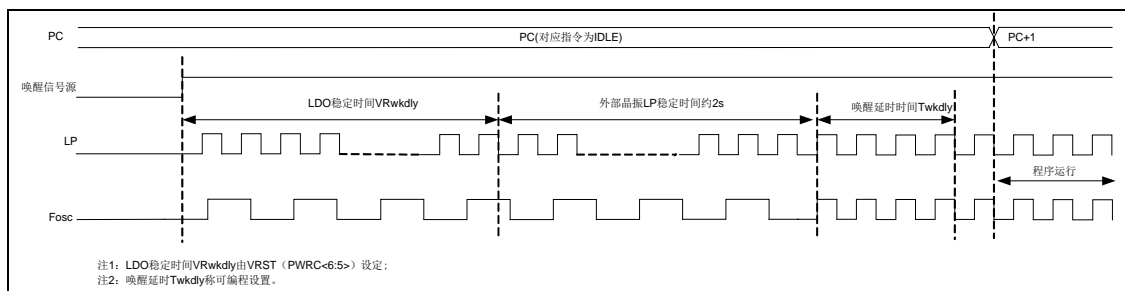 PC
PC(对应指令为IDLE)
PC+1
唤醒信号源
LDO稳定时间VRwkdly
外部晶振LP稳定时间约2s
唤醒延时时间Twkdly
LP
程序运行
Fosc
注1：LDO稳定时间VRwkdly由VRST（PWRC<6:5>）设定;
注2：唤醒延时Twkdly称可编程设置。